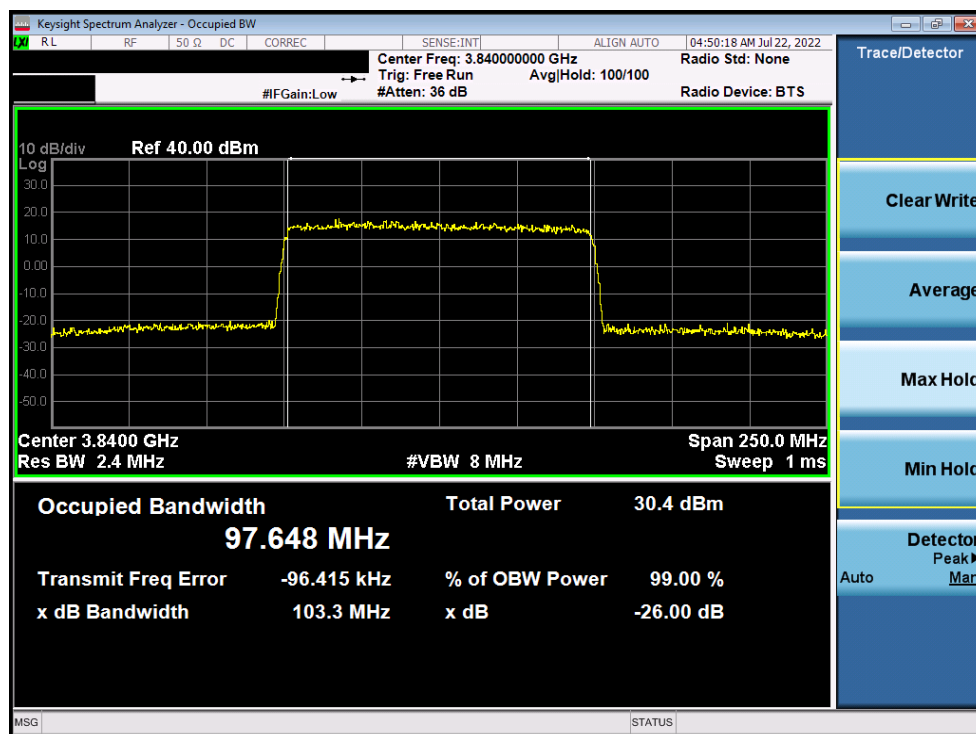 Keysight Spectrum Analyzer - Occupied BW
LXI RL RF 50 Ω DC CORREC SENSE:INT ALIGN AUTO 04:50:18 AM Jul 22, 2022
Center Freq: 3.840000000 GHz Radio Std: None
Trig: Free Run Avg|Hold: 100/100
#IFGain:Low #Atten: 36 dB Radio Device: BTS
10 dB/div Ref 40.00 dBm
Log
30.0
20.0
10.0
0.00
-10.0
-20.0
-30.0
-40.0
-50.0
Center 3.8400 GHz Span 250.0 MHz
Res BW 2.4 MHz #VBW 8 MHz Sweep 1 ms
Occupied Bandwidth Total Power 30.4 dBm
97.648 MHz
Transmit Freq Error -96.415 kHz % of OBW Power 99.00 %
x dB Bandwidth 103.3 MHz x dB -26.00 dB
MSG STATUS
Trace/Detector
Clear Write
Average
Max Hold
Min Hold
Detector
Peak
Auto Man